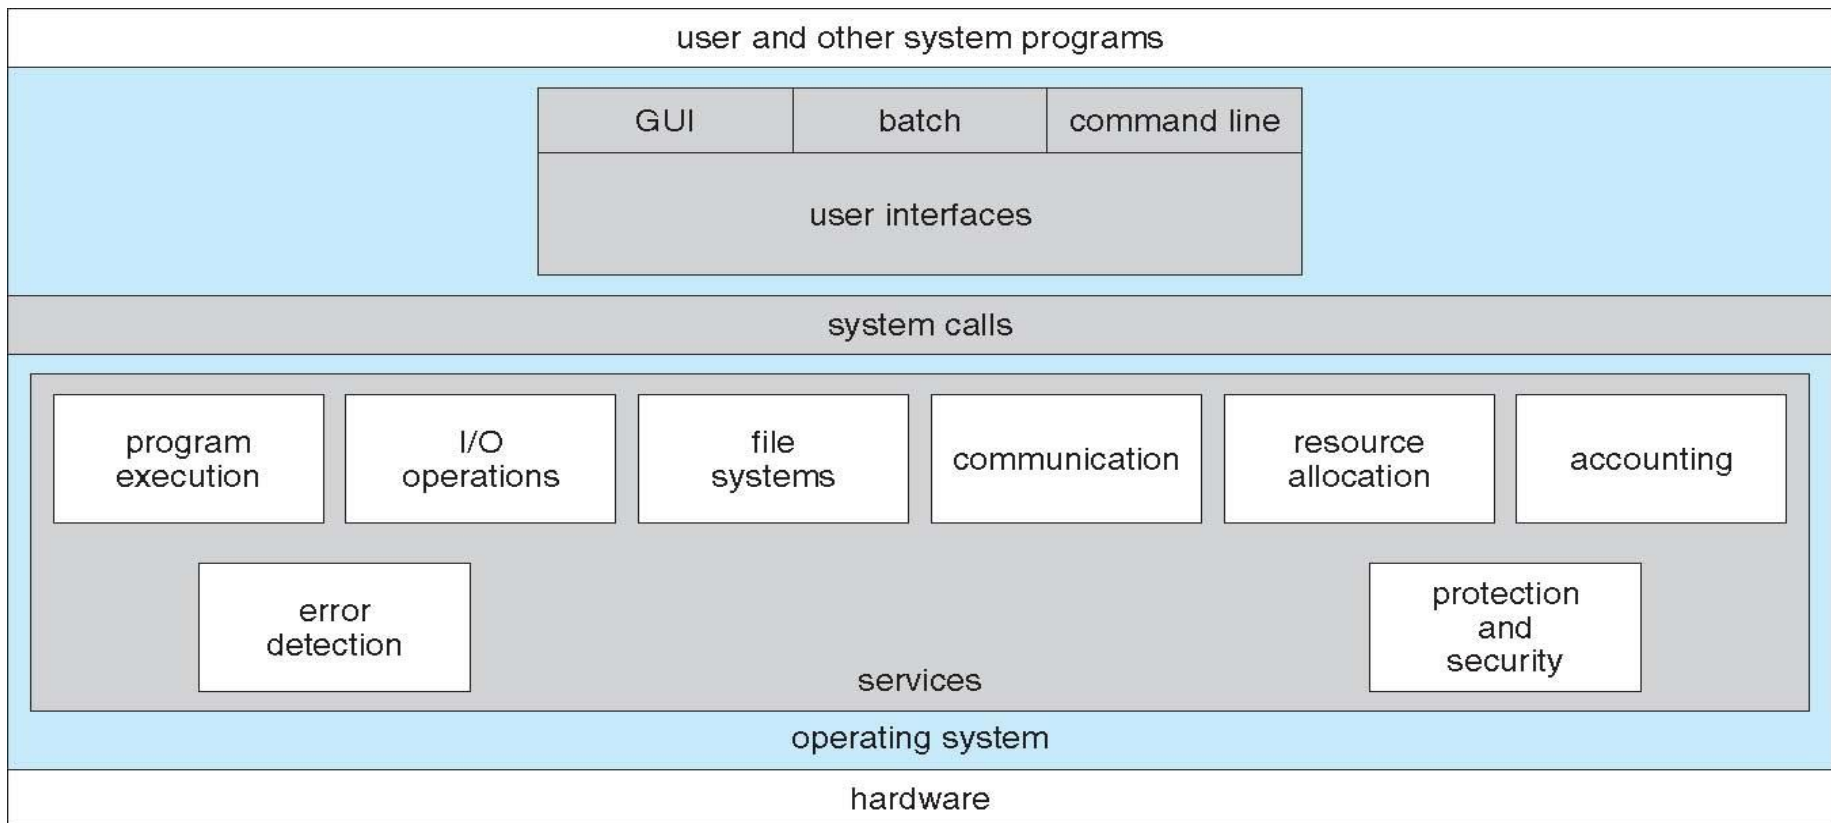 user and other system programs
GUI
batch
command line
user interfaces
system calls
program
execution
I/O
operations
file
systems
communication
resource
allocation
accounting
error
detection
protection
and
security
services
operating system
hardware